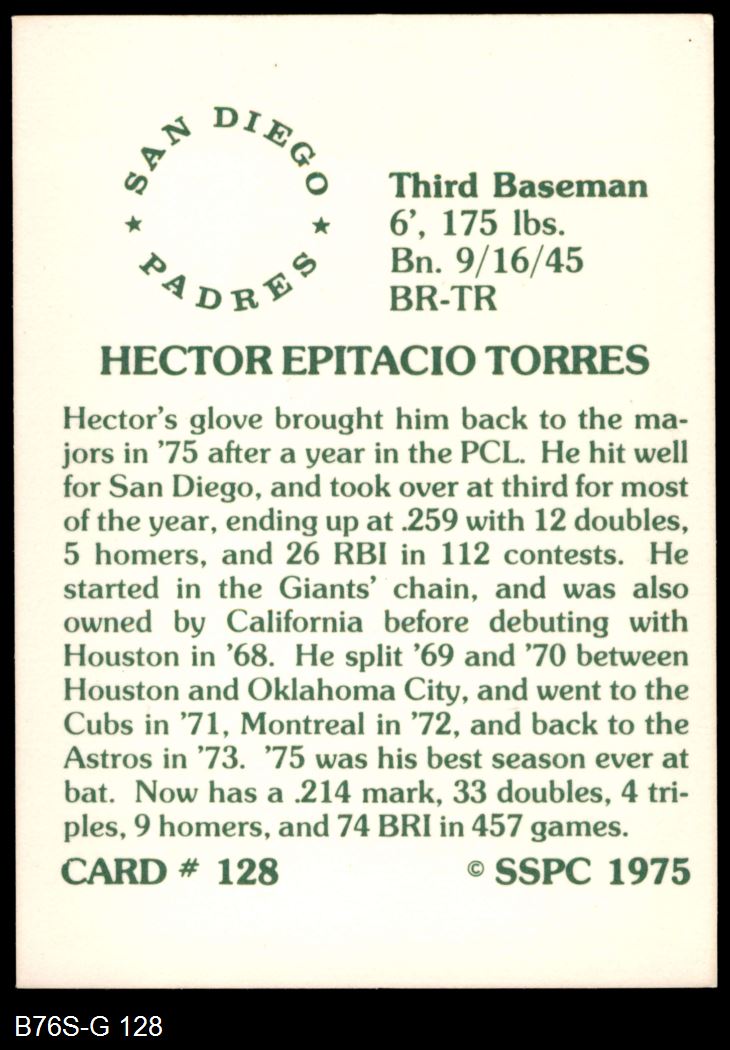 SAN DIEGO
★ ★
PADRES
Third Baseman
6', 175 lbs.
Bn. 9/16/45
BR-TR
HECTOR EPITACIO TORRES
Hector's glove brought him back to the ma-
jors in '75 after a year in the PCL. He hit well
for San Diego, and took over at third for most
of the year, ending up at .259 with 12 doubles,
5 homers, and 26 RBI in 112 contests. He
started in the Giants' chain, and was also
owned by California before debuting with
Houston in '68. He split '69 and '70 between
Houston and Oklahoma City, and went to the
Cubs in '71, Montreal in '72, and back to the
Astros in '73. '75 was his best season ever at
bat. Now has a .214 mark, 33 doubles, 4 tri-
ples, 9 homers, and 74 BRI in 457 games.
CARD # 128 © SSPC 1975
B76S-G 128